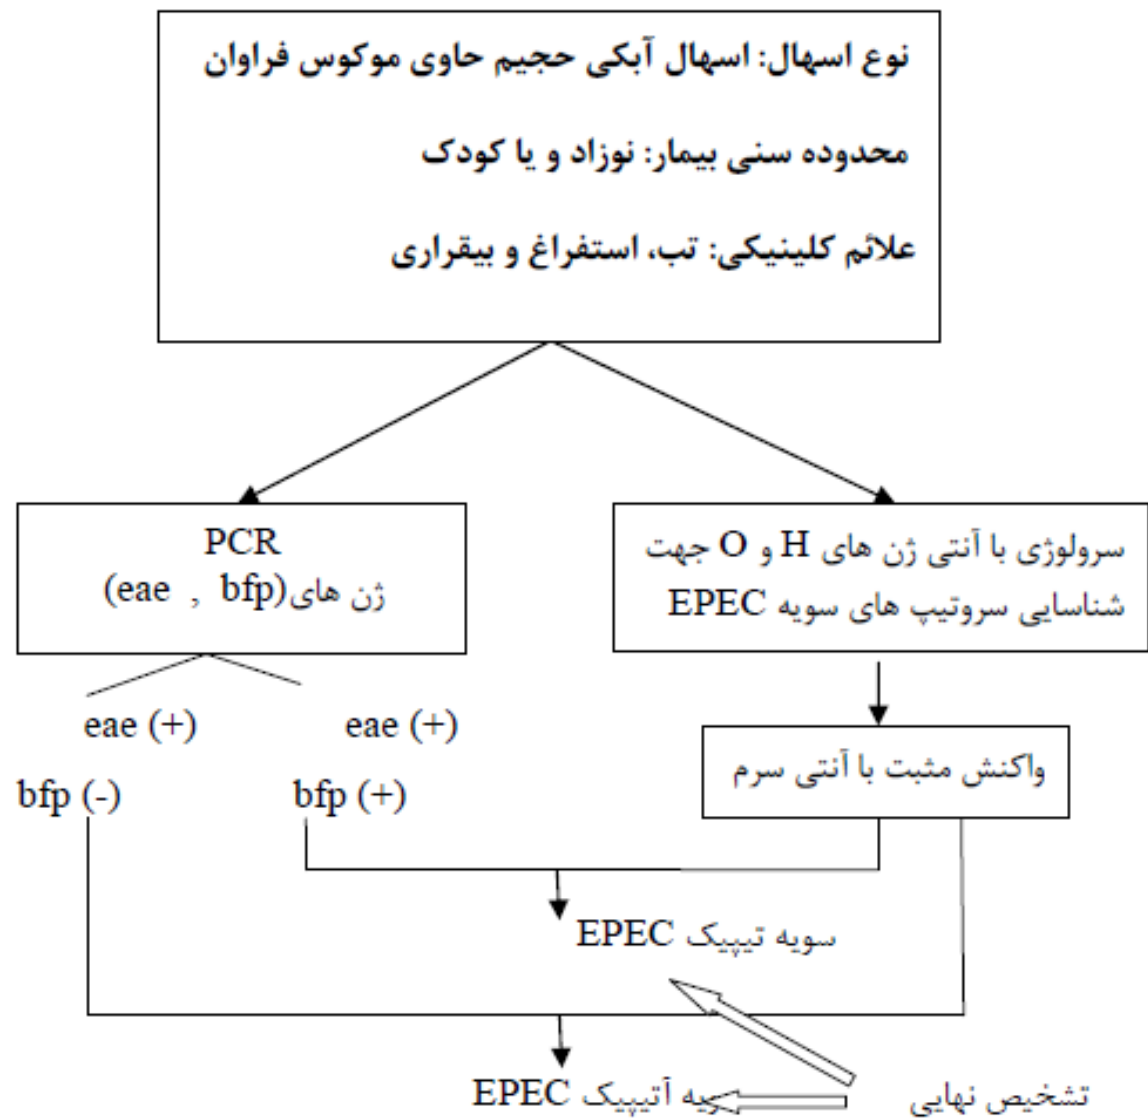 نوع اسهال: اسهال آبکی حجیم حاوی موکوس فراوان
محدوده سنی بیمار: نوزاد و یا کودک
علائم کلینیکی: تب، استفراغ و بیقراری
سرولوژی با آنتی ژن های H و O جهت
شناسایی سروتیپ های سویه EPEC
PCR
ژن های(eae , bfp)
واکنش مثبت با آنتی سرم
eae (+)
eae (+)
bfp (-)
bfp (+)
سویه تیپیک EPEC
آتیپیک EPEC
تشخیص نهایی